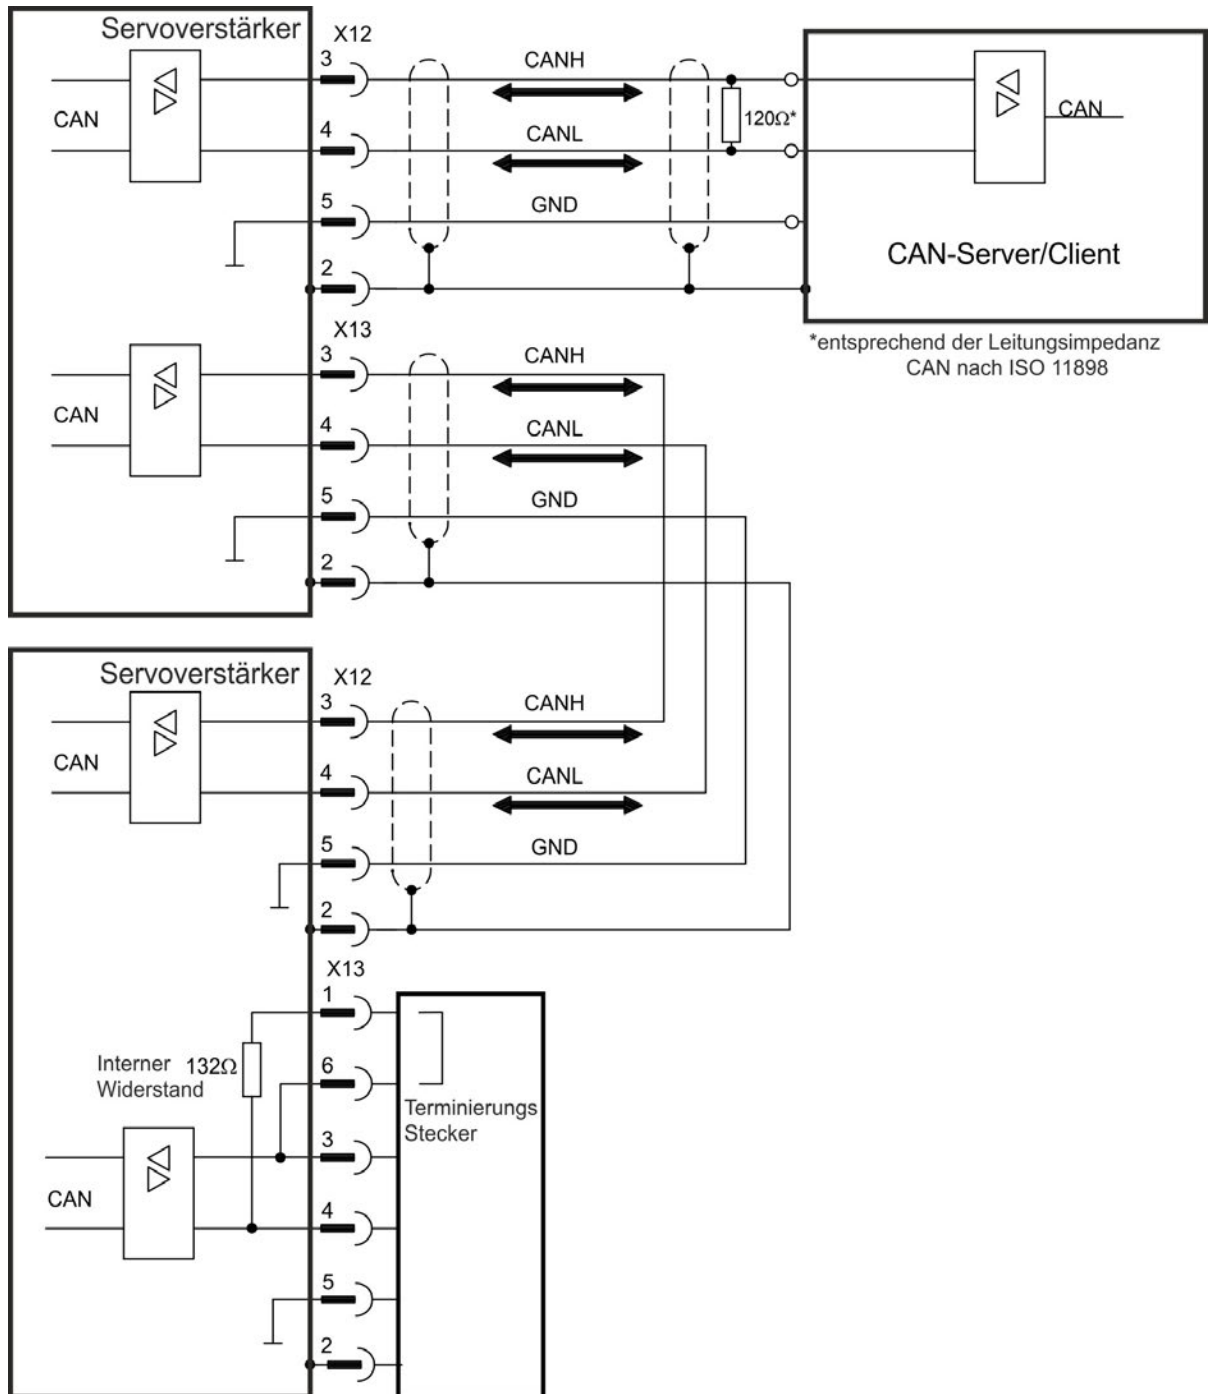 Servoverstärker
X12
3
CANH
CAN
120Ω*
CAN
4
CANL
5
GND
CAN-Server/Client
2
X13
*entsprechend der Leitungsimpedanz
CAN nach ISO 11898
3
CANH
CAN
4
CANL
5
GND
2
Servoverstärker
X12
3
CANH
CAN
4
CANL
5
GND
2
X13
1
Interner
Widerstand
132Ω
6
Terminierungs
Stecker
3
CAN
4
5
2